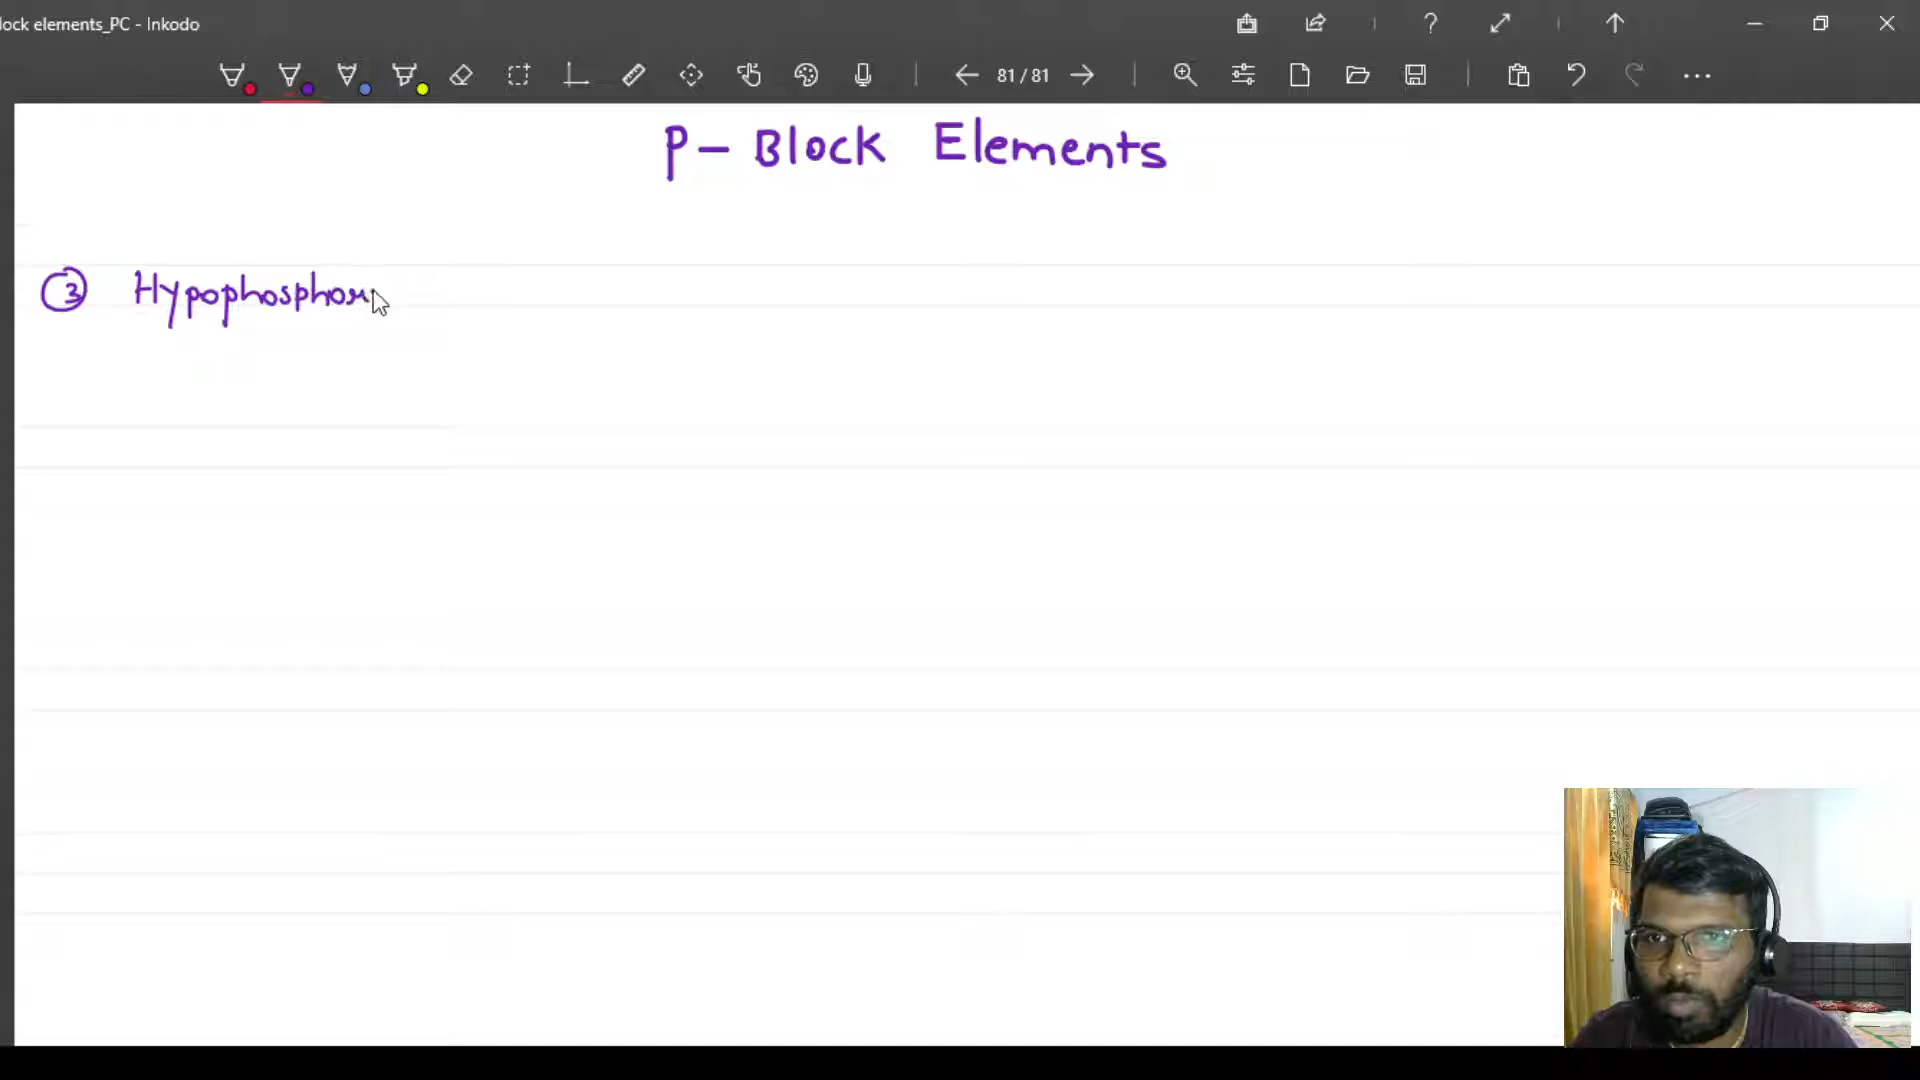 lock elements_PC - Inkodo
81 / 81
P - Block Elements
③ Hypophosphor